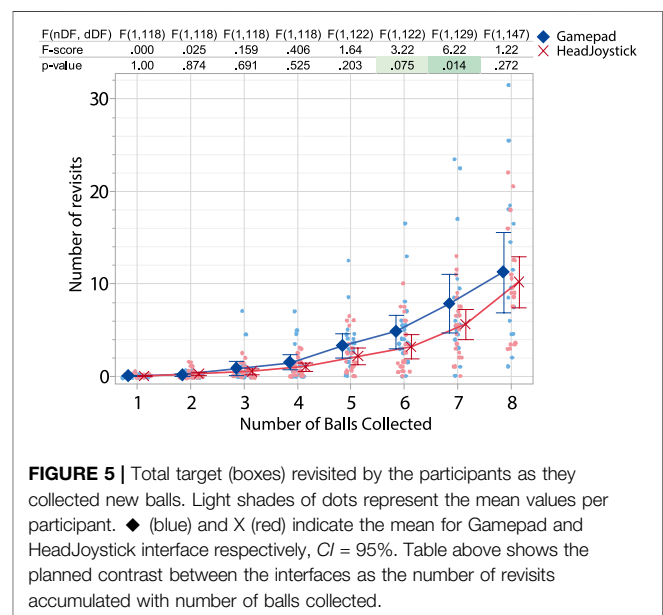 F(nDF, dDF) F(1,118) F(1,118) F(1,118) F(1,118) F(1,122) F(1,122) F(1,129) F(1,147)
F-score .000 .025 .159 .406 1.64 3.22 6.22 1.22
p-value 1.00 .874 .691 .525 .203 .075 .014 .272
Gamepad
HeadJoystick
30
20
10
0
Number of revisits
1 2 3 4 5 6 7 8
Number of Balls Collected
FIGURE 5 | Total target (boxes) revisited by the participants as they
collected new balls. Light shades of dots represent the mean values per
participant. ◆ (blue) and X (red) indicate the mean for Gamepad and
HeadJoystick interface respectively, CI = 95%. Table above shows the
planned contrast between the interfaces as the number of revisits
accumulated with number of balls collected.